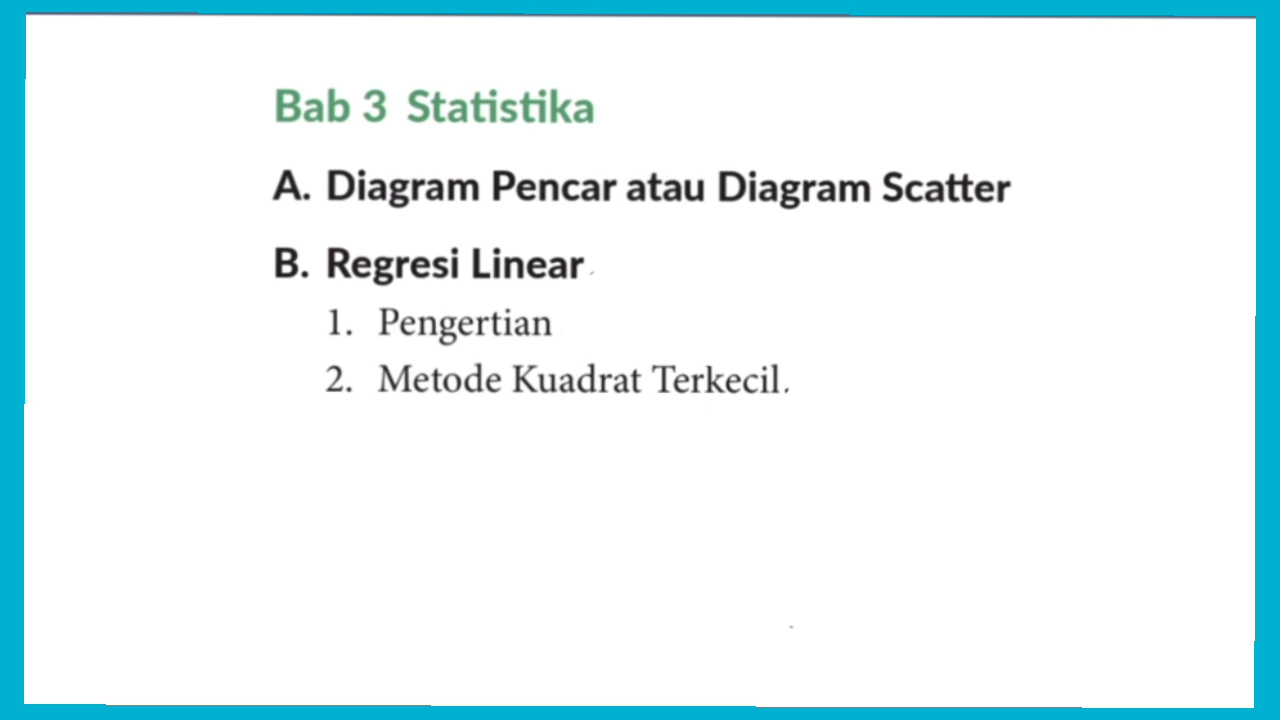 Bab 3 Statistika
A. Diagram Pencar atau Diagram Scatter
B. Regresi Linear
1. Pengertian
2. Metode Kuadrat Terkecil.